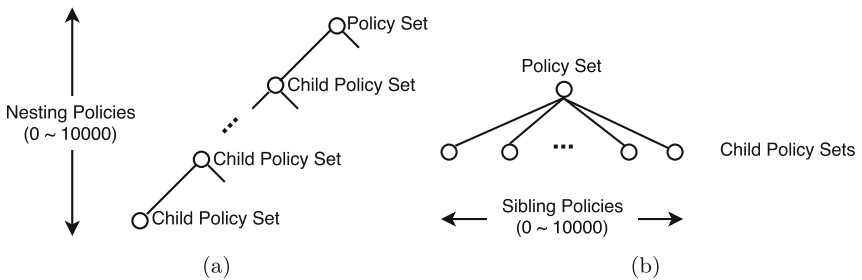 Policy Set
Child Policy Set
Nesting Policies
(0 ~ 10000)
...
Child Policy Set
Child Policy Set
(a)
Policy Set
...
Child Policy Sets
Sibling Policies
(0 ~ 10000)
(b)